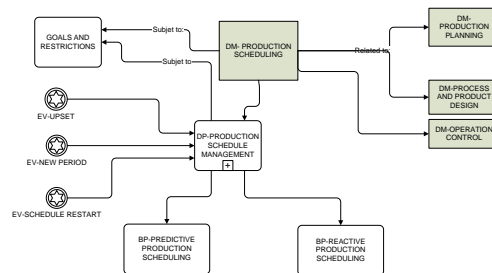 GOALS AND
RESTRICTIONS
Subjet to:
Subjet to
DM- PRODUCTION
SCHEDULING
Related to:
DM-
PRODUCTION
PLANNING
DM-PROCESS
AND PRODUCT
DESIGN
DM-OPERATION
CONTROL
EV-UPSET
EV-NEW PERIOD
EV-SCHEDULE RESTART
DP-PRODUCTION
SCHEDULE
MANAGEMENT
+
BP-PREDICTIVE
PRODUCTION
SCHEDULING
BP-REACTIVE
PRODUCTION
SCHEDULING